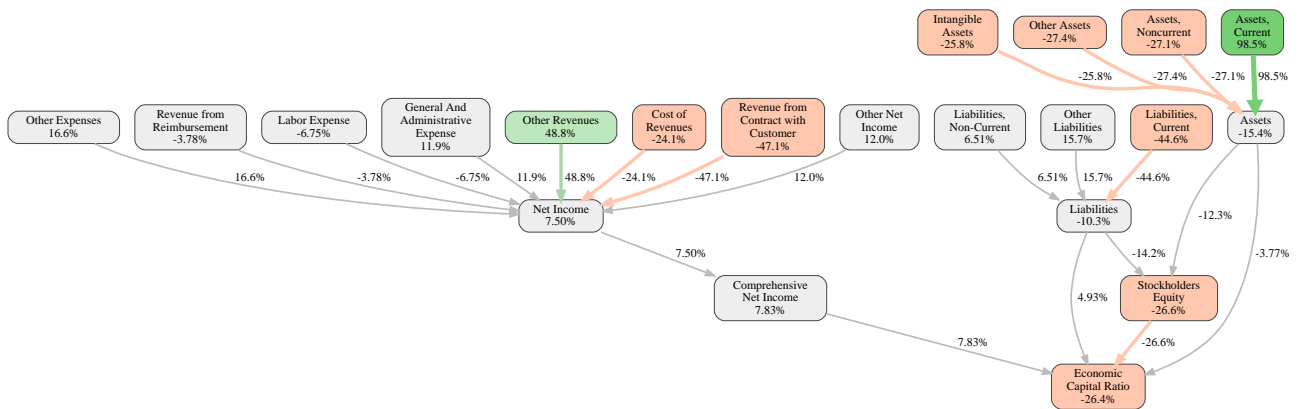 Intangible
Assets
-25.8%
Other Assets
-27.4%
Assets,
Noncurrent
-27.1%
Assets,
Current
98.5%
-25.8%
-27.4%
-27.1%
98.5%
Other Expenses
16.6%
Revenue from
Reimbursement
-3.78%
Labor Expense
-6.75%
General And
Administrative
Expense
11.9%
Other Revenues
48.8%
Cost of
Revenues
-24.1%
Revenue from
Contract with
Customer
-47.1%
Other Net
Income
12.0%
Liabilities,
Non-Current
6.51%
Other
Liabilities
15.7%
Liabilities,
Current
-44.6%
Assets
-15.4%
16.6%
-3.78%
-6.75%
11.9%
48.8%
-24.1%
-47.1%
12.0%
6.51%
15.7%
-44.6%
Net Income
7.50%
Liabilities
-10.3%
-12.3%
7.50%
-14.2%
-3.77%
Comprehensive
Net Income
7.83%
4.93%
Stockholders
Equity
-26.6%
7.83%
-26.6%
Economic
Capital Ratio
-26.4%